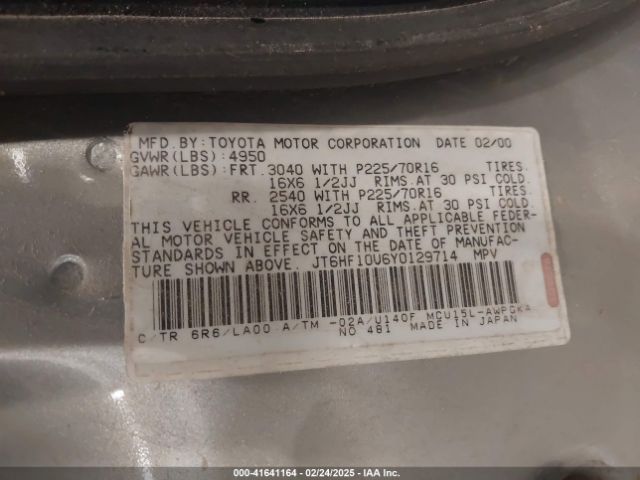 MFD.BY:TOYOTA MOTOR CORPORATION DATE 02/00
GVWR(LBS):4950
GAWR(LBS):FRT.3040 WITH P225/70R16 TIRES.
16X6 1/2JJ RIMS.AT 30 PSI COLD.
RR. 2540 WITH P225/70R16 TIRES.
16X6 1/2JJ RIMS.AT 30 PSI COLD.
THIS VEHICLE CONFORMS TO ALL APPLICABLE FEDER-
AL MOTOR VEHICLE SAFETY AND THEFT PREVENTION
STANDARDS IN EFFECT ON THE DATE OF MANUFAC-
TURE SHOWN ABOVE. JT6HF10U6Y0129714 MPV
C/TR 6R6/LA00 A/TM -02A/U140F MCU15L-AWPGKA
NO 481 MADE IN JAPAN
000-41641164 - 02/24/2025 - IAA Inc.